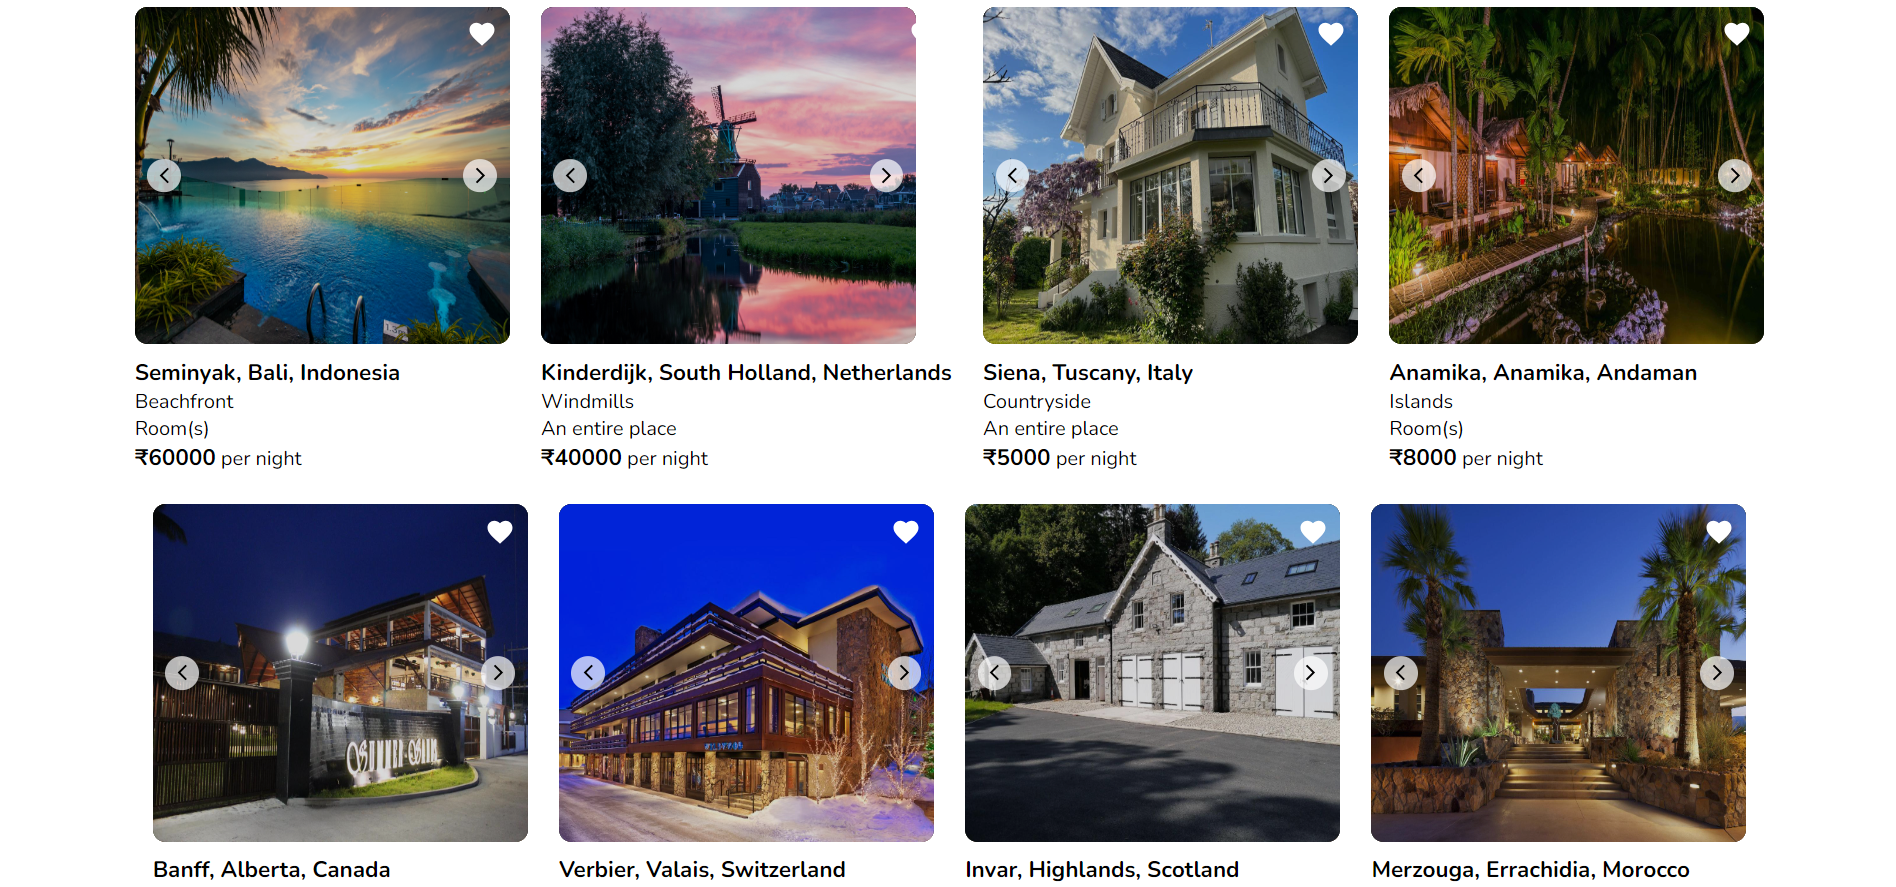 Seminyak, Bali, Indonesia
Beachfront
Room(s)
₹60000 per night
Kinderdijk, South Holland, Netherlands
Windmills
An entire place
₹40000 per night
Siena, Tuscany, Italy
Countryside
An entire place
₹5000 per night
Anamika, Anamika, Andaman
Islands
Room(s)
₹8000 per night
Banff, Alberta, Canada
Verbier, Valais, Switzerland
Invar, Highlands, Scotland
Merzouga, Errachidia, Morocco